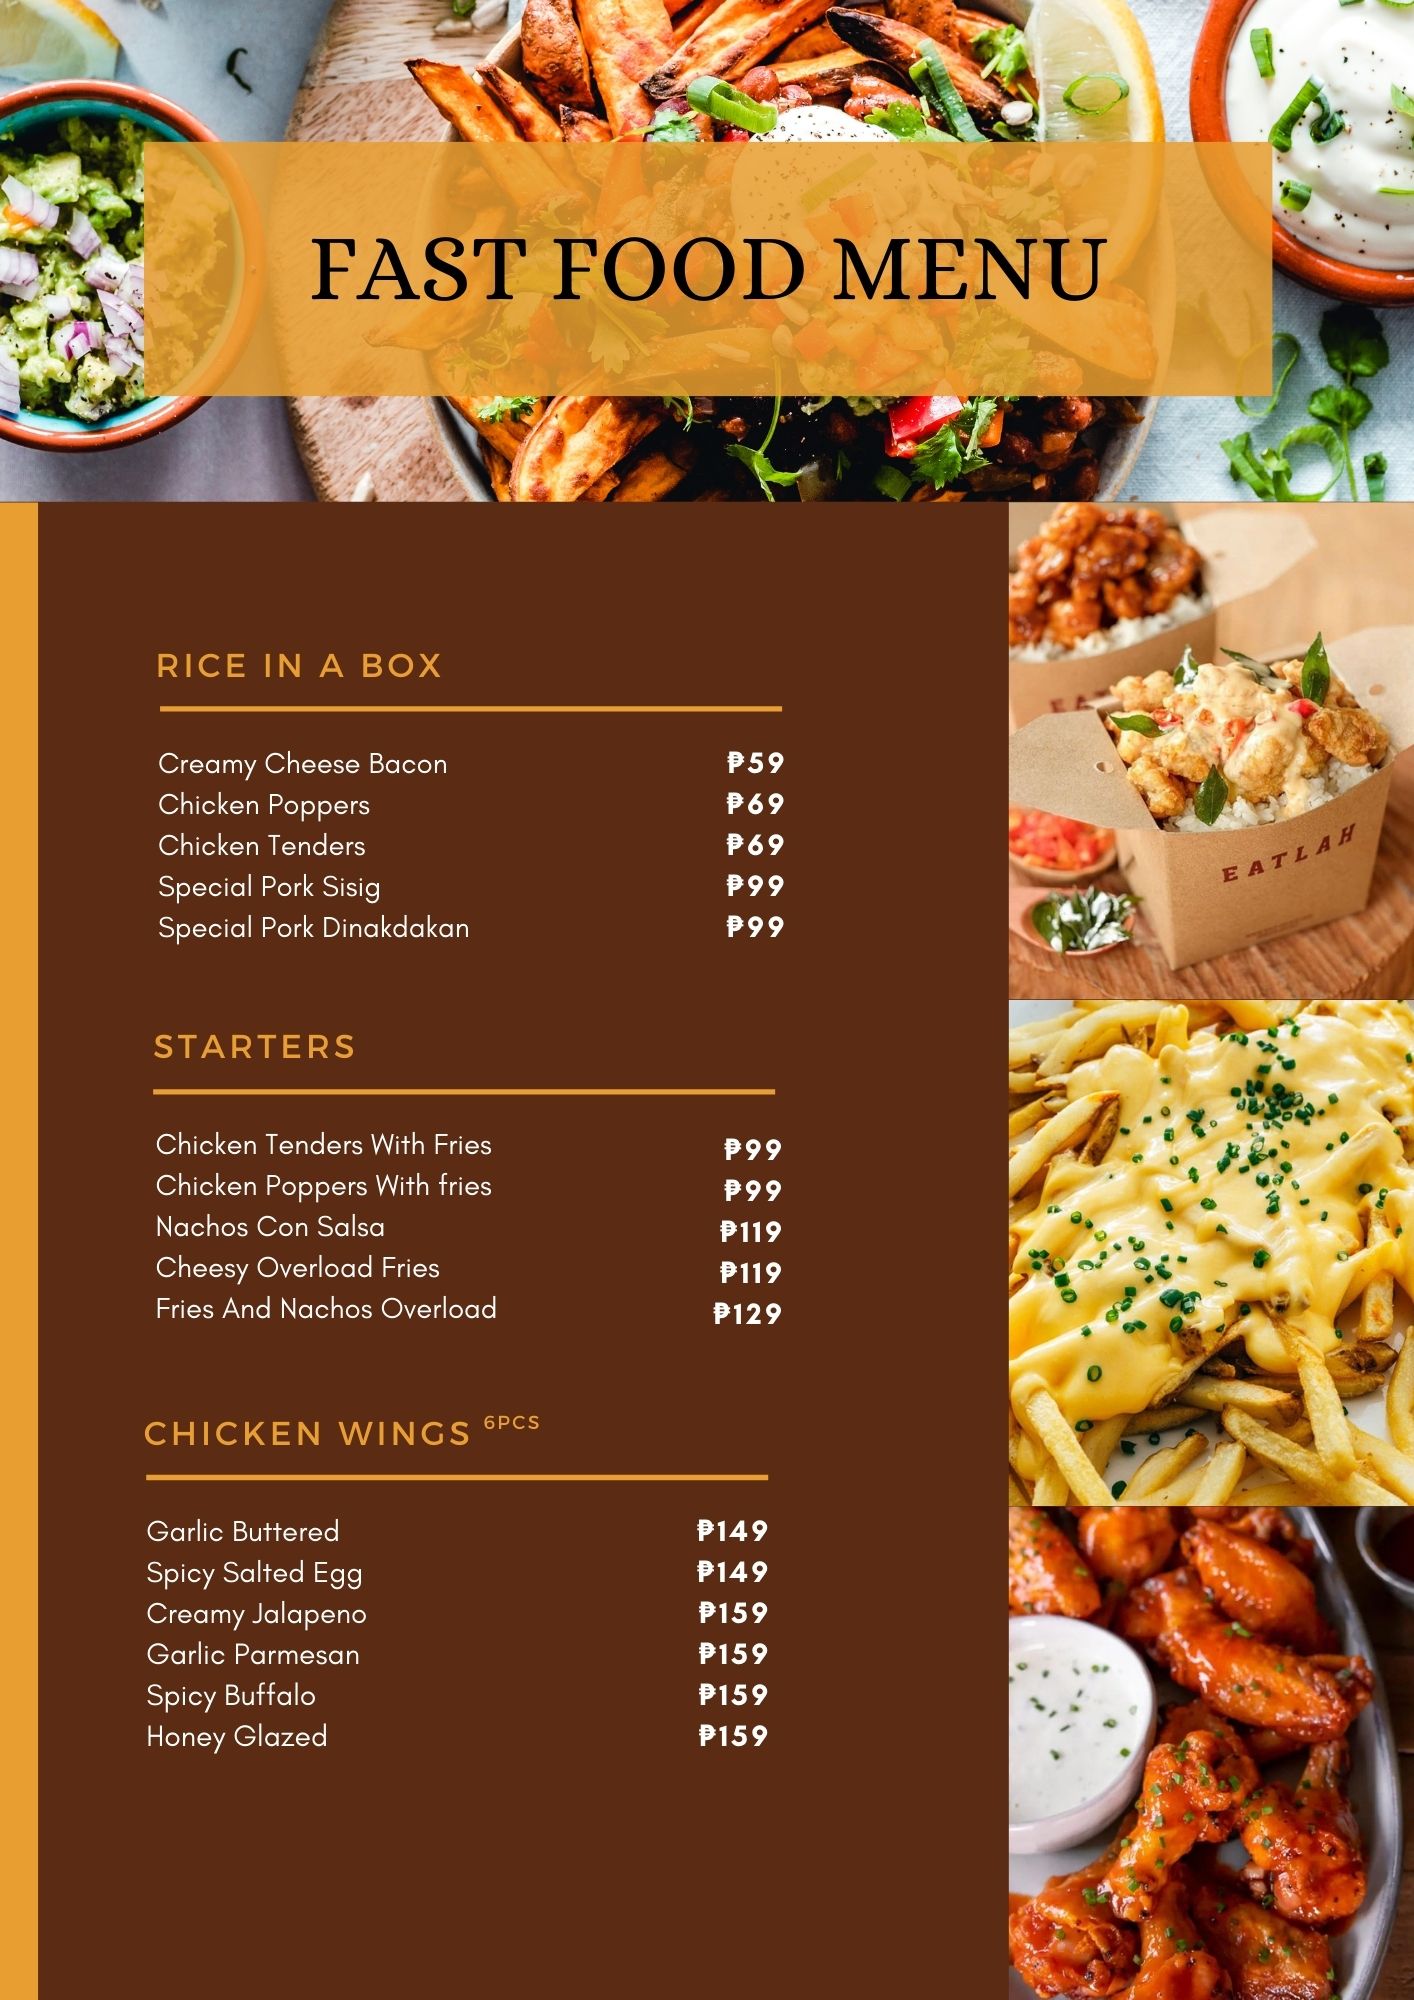 FAST FOOD MENU
RICE IN A BOX
Creamy Cheese Bacon ₱59
Chicken Poppers ₱69
Chicken Tenders ₱69
Special Pork Sisig ₱99
Special Pork Dinakdakan ₱99
EATLAH
STARTERS
Chicken Tenders With Fries ₱99
Chicken Poppers With fries ₱99
Nachos Con Salsa ₱119
Cheesy Overload Fries ₱119
Fries And Nachos Overload ₱129
CHICKEN WINGS 6PCS
Garlic Buttered ₱149
Spicy Salted Egg ₱149
Creamy Jalapeno ₱159
Garlic Parmesan ₱159
Spicy Buffalo ₱159
Honey Glazed ₱159